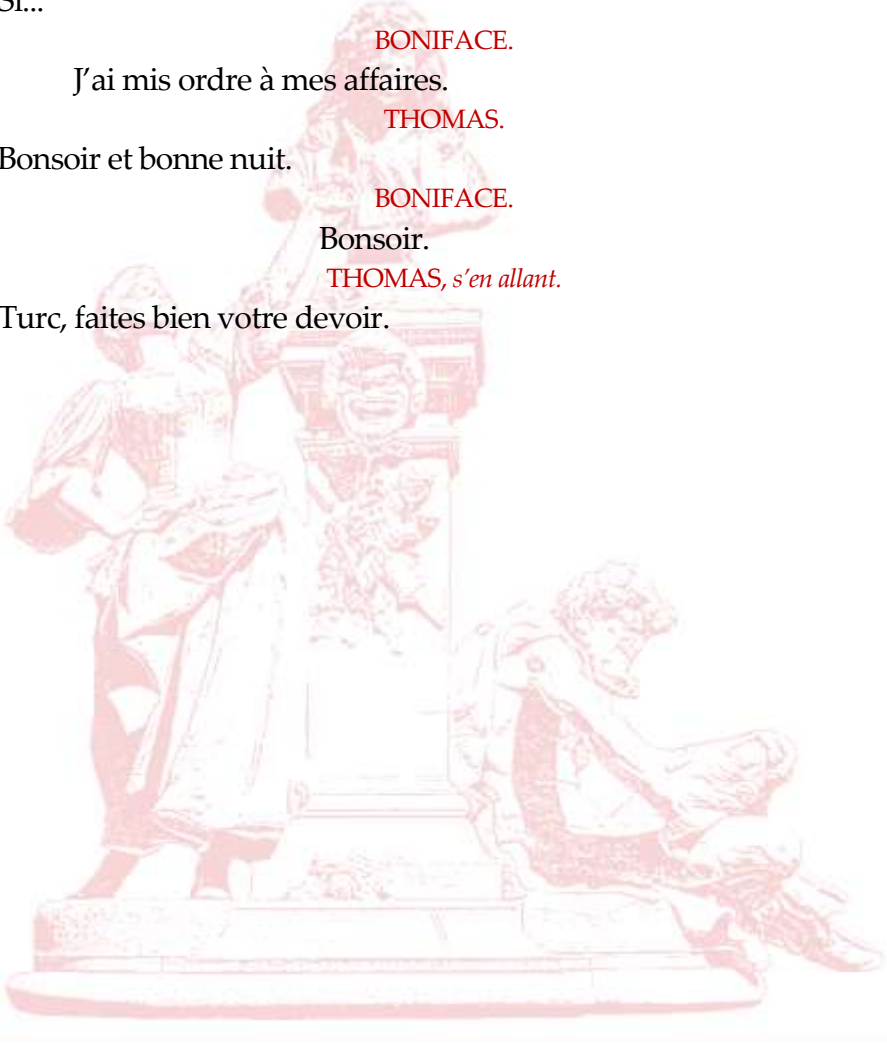 Si...
BONIFACE.
J’ai mis ordre à mes affaires.
THOMAS.
Bonsoir et bonne nuit.
BONIFACE.
Bonsoir.
THOMAS, s’en allant.
Turc, faites bien votre devoir.